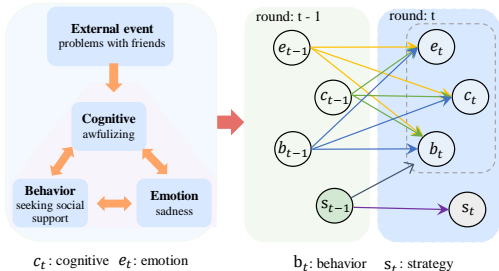 External event
problems with friends
Cognitive
awfulizing
Behavior
seeking social
support
Emotion
sadness
c_t: cognitive e_t: emotion
round: t - 1
round: t
e_{t-1}
e_t
c_{t-1}
c_t
b_{t-1}
b_t
s_{t-1}
s_t
b_t: behavior s_t: strategy